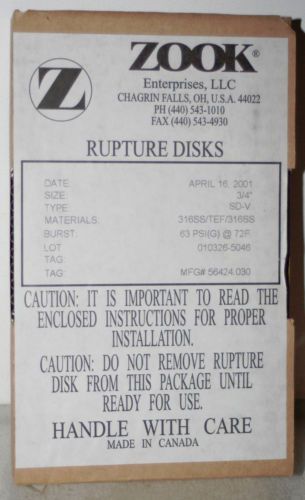 Z
ZOOK®
Enterprises, LLC
CHAGRIN FALLS, OH, U.S.A. 44022
PH (440) 543-1010
FAX (440) 543-4930
RUPTURE DISKS
DATE: APRIL 16, 2001
SIZE: 3/4"
TYPE: SD-V
MATERIALS: 316SS/TEF/316SS
BURST: 63 PSI(G) @ 72F
LOT 010326-5046
TAG:
TAG: MFG# 56424.030
CAUTION: IT IS IMPORTANT TO READ THE
ENCLOSED INSTRUCTIONS FOR PROPER
INSTALLATION.
CAUTION: DO NOT REMOVE RUPTURE
DISK FROM THIS PACKAGE UNTIL
READY FOR USE.
HANDLE WITH CARE
MADE IN CANADA